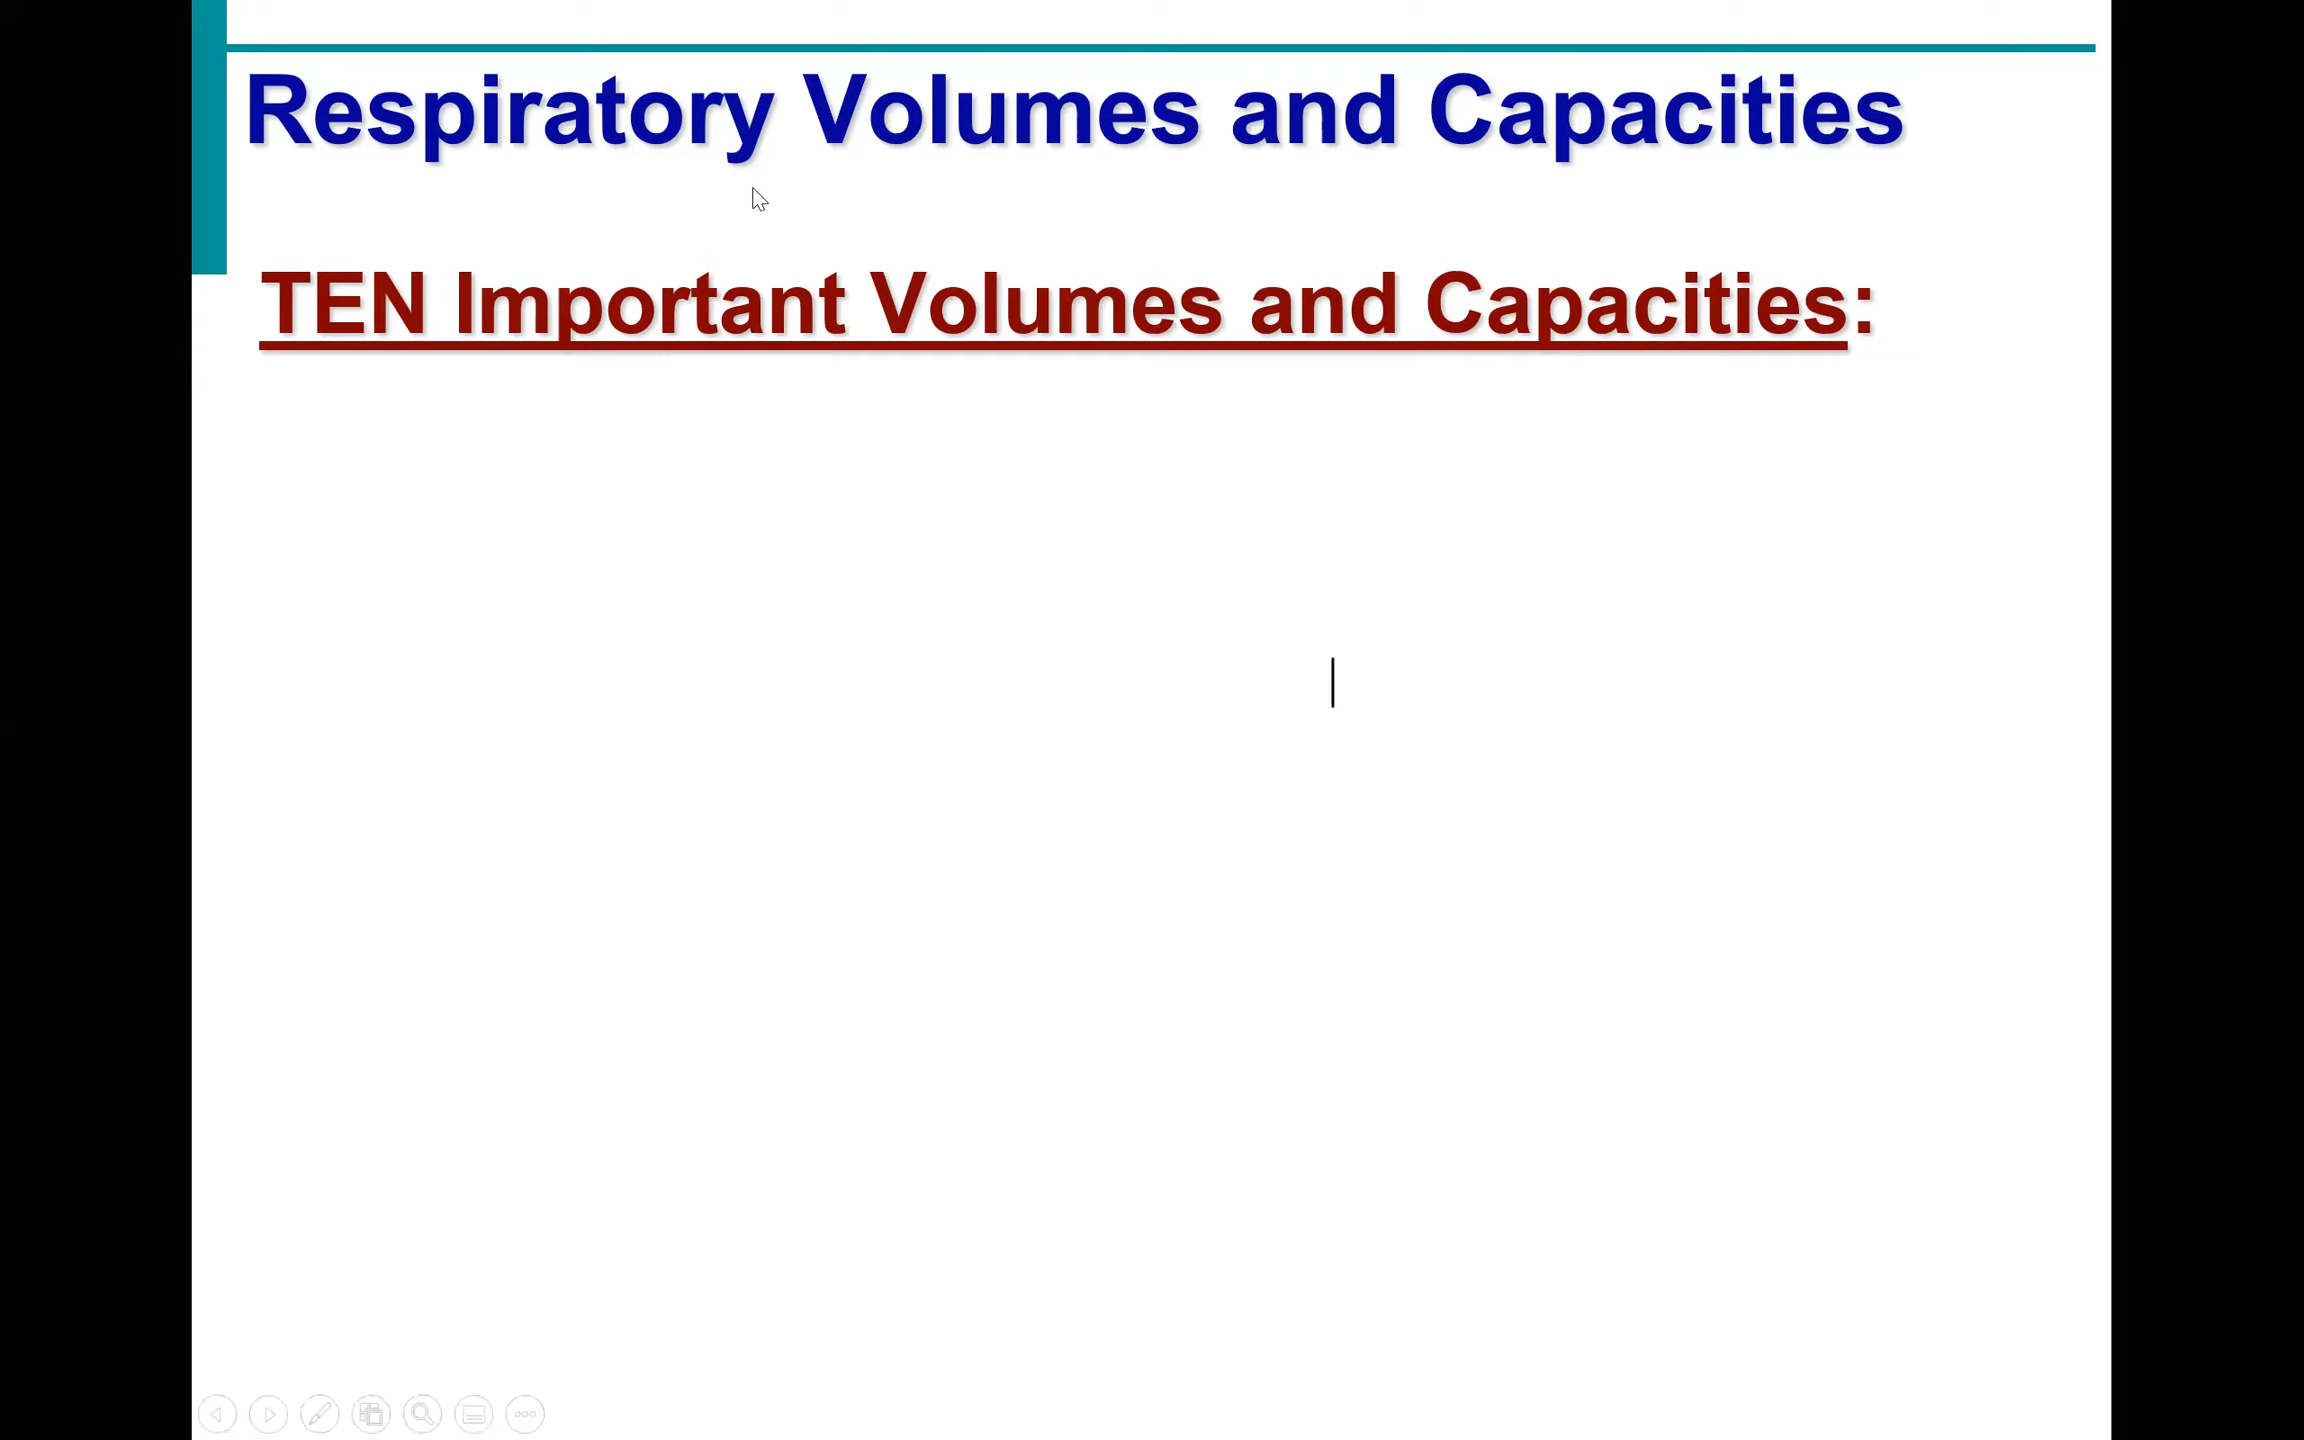 Respiratory Volumes and Capacities
TEN Important Volumes and Capacities: